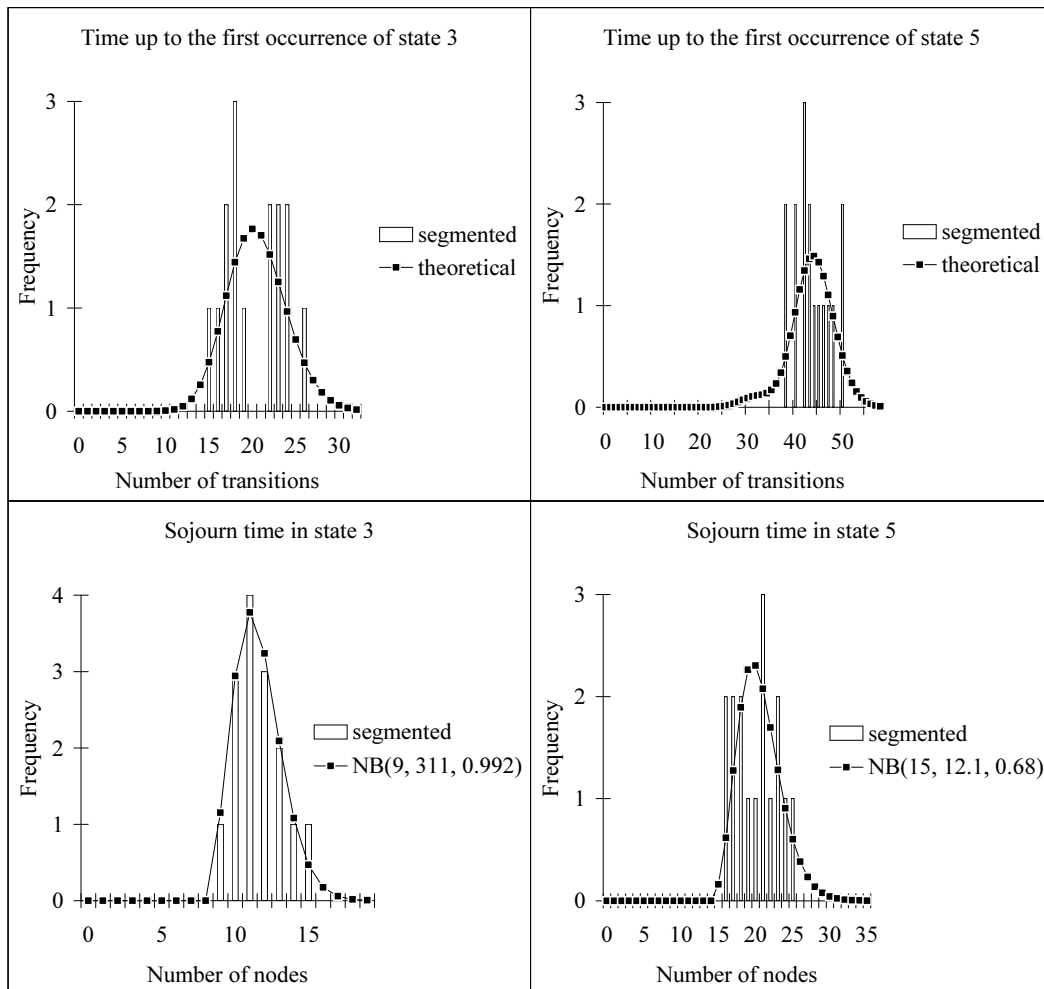 Time up to the first occurrence of state 3
3
2
1
0
Frequency
segmented
theoretical
0 5 10 15 20 25 30
Number of transitions
Time up to the first occurrence of state 5
3
2
1
0
Frequency
segmented
theoretical
0 10 20 30 40 50
Number of transitions
Sojourn time in state 3
4
3
2
1
0
Frequency
segmented
NB(9, 311, 0.992)
0 5 10 15
Number of nodes
Sojourn time in state 5
3
2
1
0
Frequency
segmented
NB(15, 12.1, 0.68)
0 5 10 15 20 25 30 35
Number of nodes